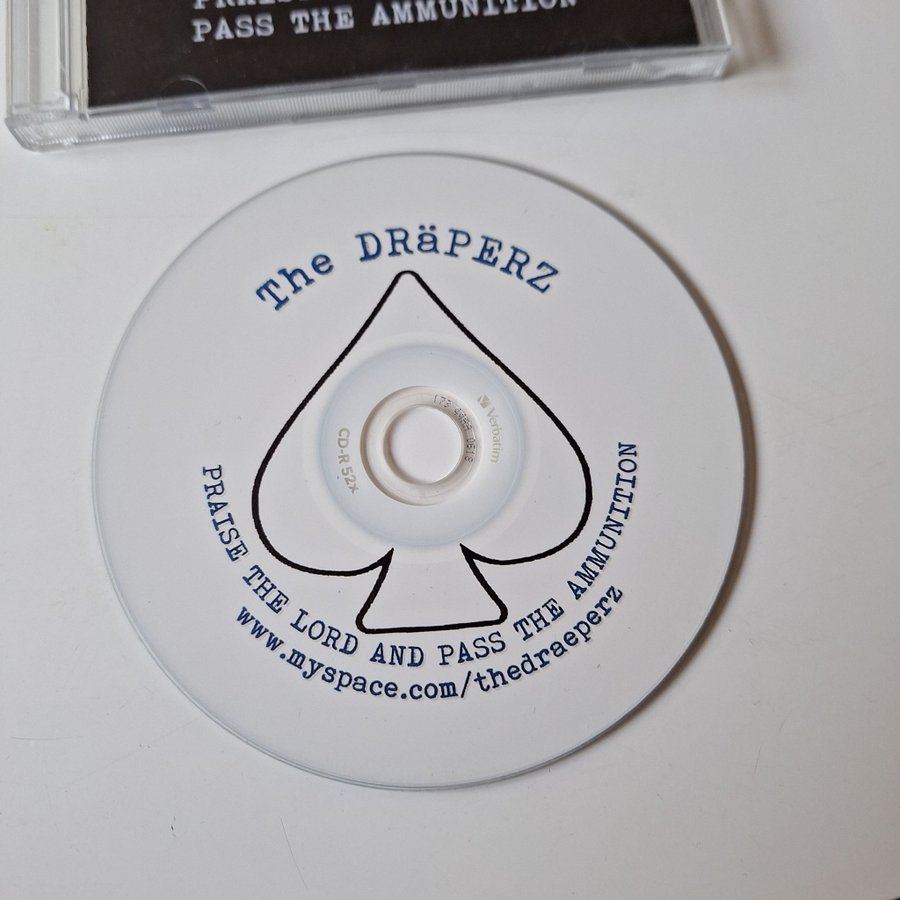 PRAISE
PASS THE AMMUNITION
The DRäPERZ
Verbatim
CD-R 52x
PRAISE THE LORD AND PASS THE AMMUNITION
www.myspace.com/thedraeperz